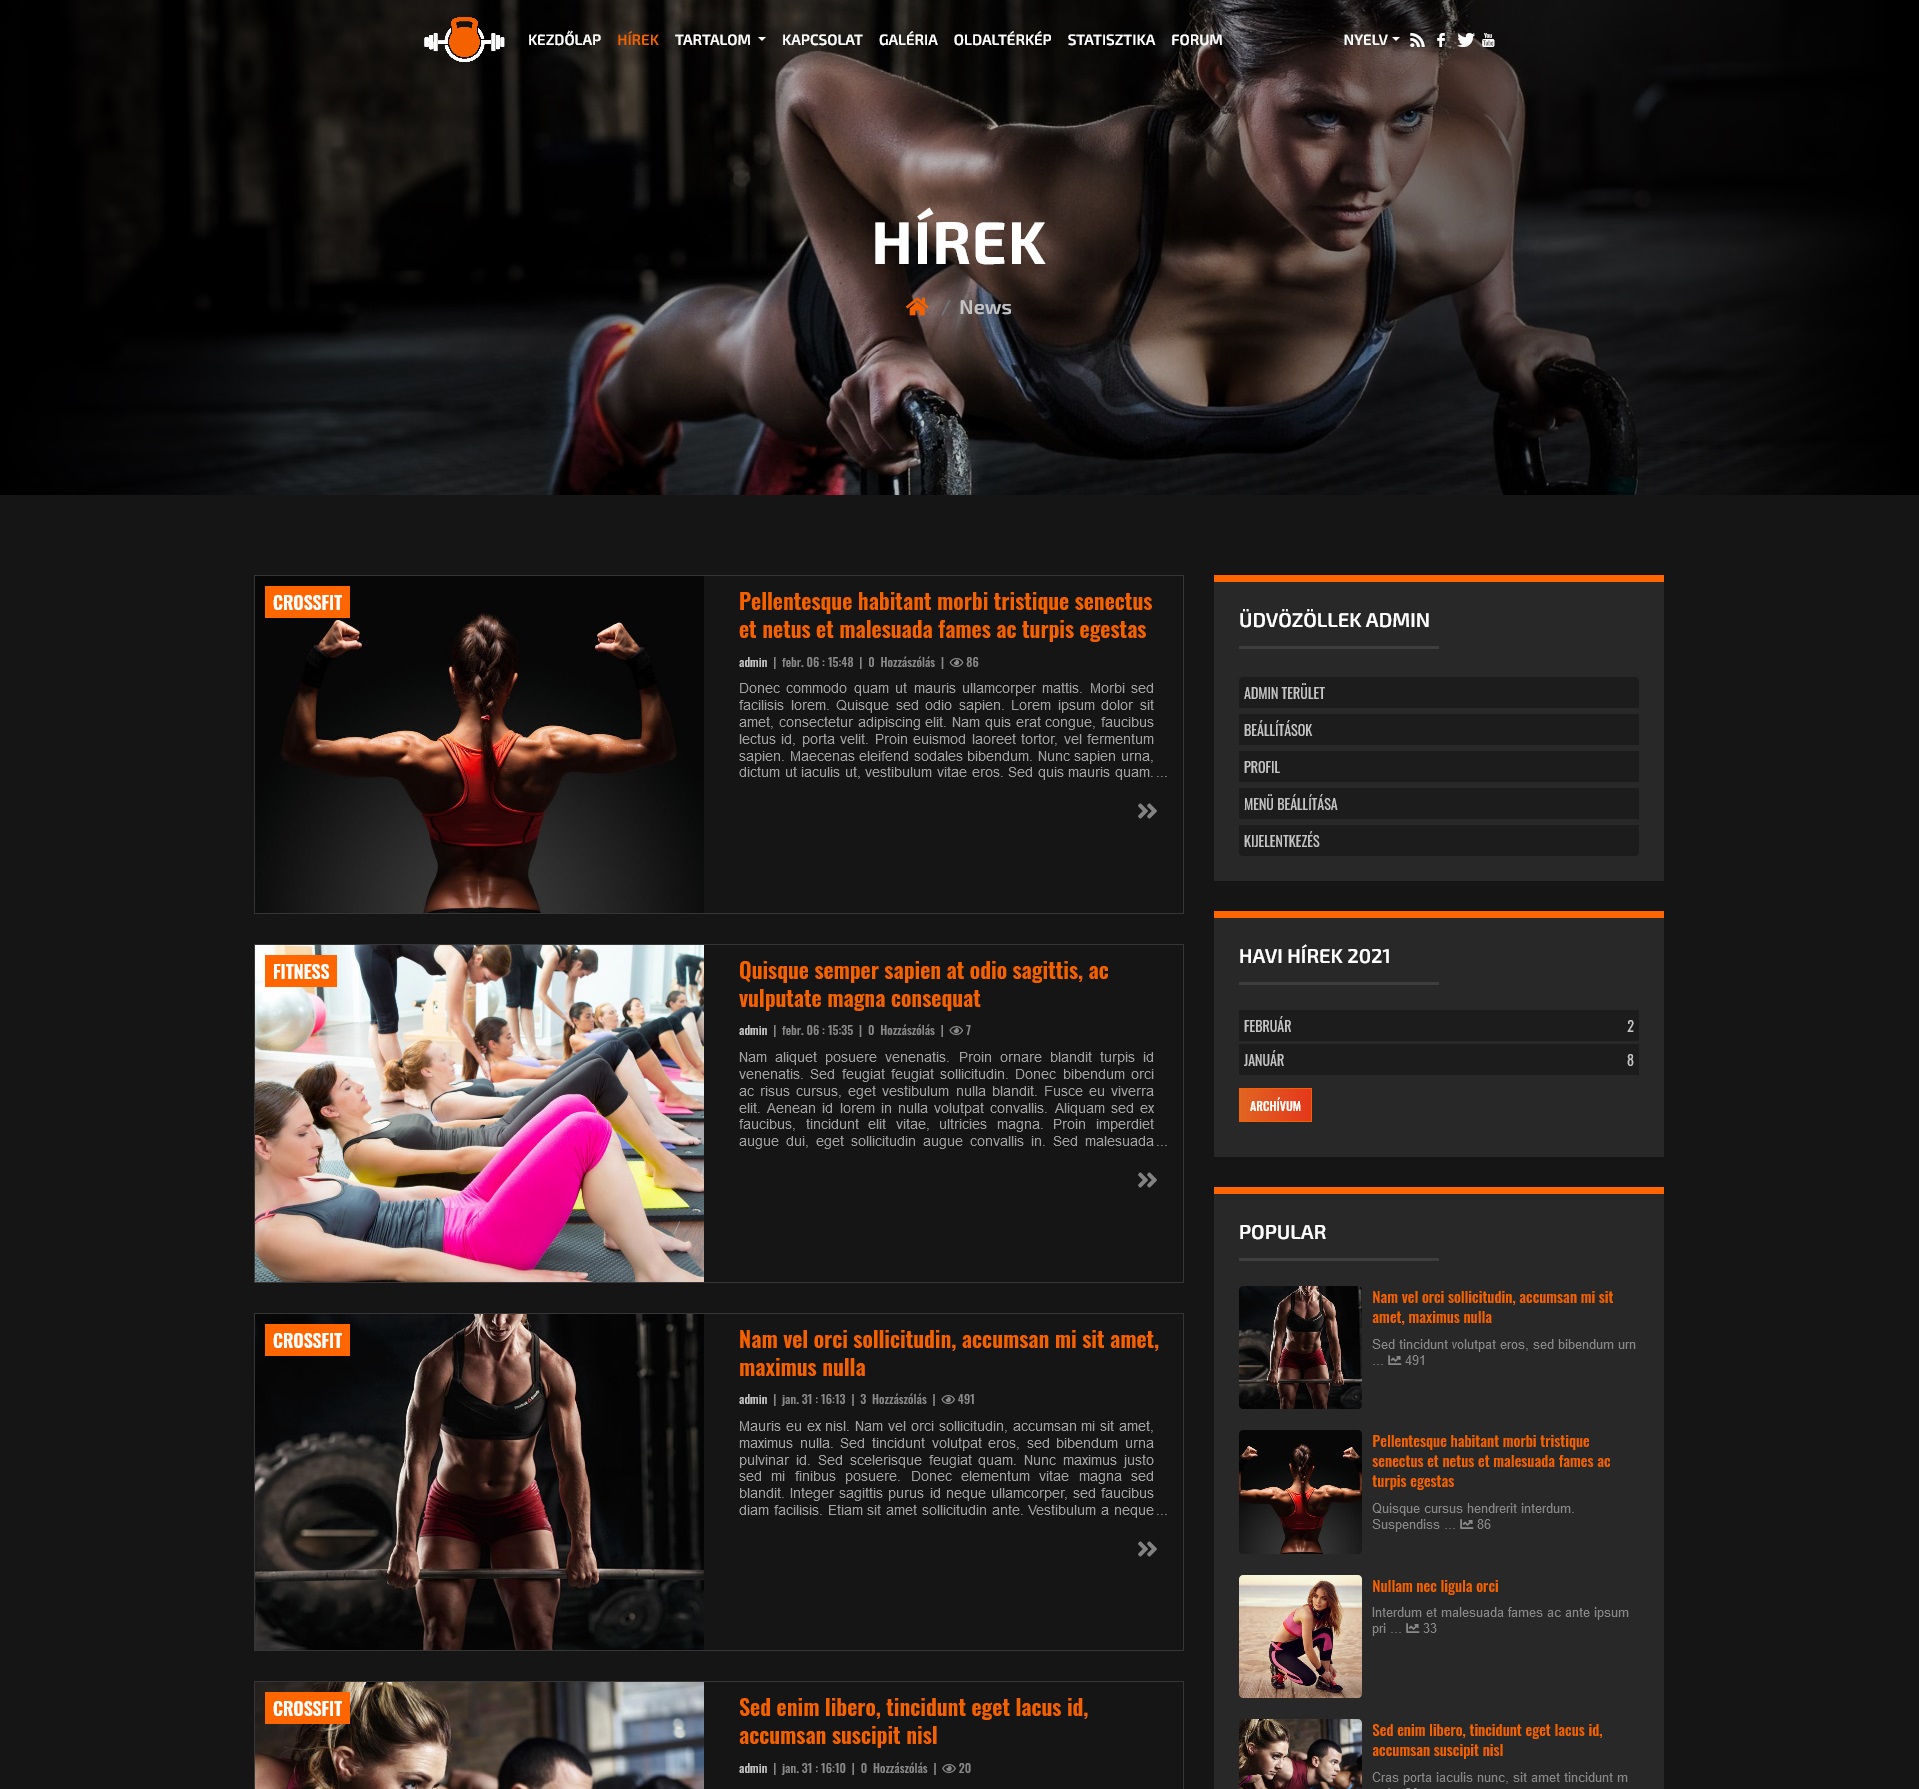 KEZDŐLAP HÍREK TARTALOM KAPCSOLAT GALÉRIA OLDALTÉRKÉP STATISZTIKA FORUM NYELV
HÍREK
/ News
CROSSFIT
Pellentesque habitant morbi tristique senectus
et netus et malesuada fames ac turpis egestas
admin | febr. 06 : 15:48 | 0 Hozzászólás | 86
Donec commodo quam ut mauris ullamcorper mattis. Morbi sed
facilisis lorem. Quisque sed odio sapien. Lorem ipsum dolor sit
amet, consectetur adipiscing elit. Nam quis erat congue, faucibus
lectus id, porta velit. Proin euismod laoreet tortor, vel fermentum
sapien. Maecenas eleifend sodales bibendum. Nunc sapien urna,
dictum ut iaculis ut, vestibulum vitae eros. Sed quis mauris quam. ...
FITNESS
Quisque semper sapien at odio sagittis, ac
vulputate magna consequat
admin | febr. 06 : 15:35 | 0 Hozzászólás | 7
Nam aliquet posuere venenatis. Proin ornare blandit turpis id
venenatis. Sed feugiat feugiat sollicitudin. Donec bibendum orci
ac risus cursus, eget vestibulum nulla blandit. Fusce eu viverra
elit. Aenean id lorem in nulla volutpat convallis. Aliquam sed ex
faucibus, tincidunt elit vitae, ultricies magna. Proin imperdiet
augue dui, eget sollicitudin augue convallis in. Sed malesuada ...
CROSSFIT
Nam vel orci sollicitudin, accumsan mi sit amet,
maximus nulla
admin | jan. 31 : 16:13 | 3 Hozzászólás | 491
Mauris eu ex nisl. Nam vel orci sollicitudin, accumsan mi sit amet,
maximus nulla. Sed tincidunt volutpat eros, sed bibendum urna
pulvinar id. Sed scelerisque feugiat quam. Nunc maximus justo
sed mi finibus posuere. Donec elementum vitae magna sed
blandit. Integer sagittis purus id neque ullamcorper, sed faucibus
diam facilisis. Etiam sit amet sollicitudin ante. Vestibulum a neque ...
CROSSFIT
Sed enim libero, tincidunt eget lacus id,
accumsan suscipit nisl
admin | jan. 31 : 16:10 | 0 Hozzászólás | 20
ÜDVÖZÖLLEK ADMIN
ADMIN TERÜLET
BEÁLLÍTÁSOK
PROFIL
MENÜ BEÁLLÍTÁSA
KIJELENTKEZÉS
HAVI HÍREK 2021
FEBRUÁR 2
JANUÁR 8
ARCHÍVUM
POPULAR
Nam vel orci sollicitudin, accumsan mi sit
amet, maximus nulla
Sed tincidunt volutpat eros, sed bibendum urn
... 491
Pellentesque habitant morbi tristique
senectus et netus et malesuada fames ac
turpis egestas
Quisque cursus hendrerit interdum.
Suspendiss ... 86
Nullam nec ligula orci
Interdum et malesuada fames ac ante ipsum
pri ... 33
Sed enim libero, tincidunt eget lacus id,
accumsan suscipit nisl
Cras porta iaculis nunc, sit amet tincidunt m